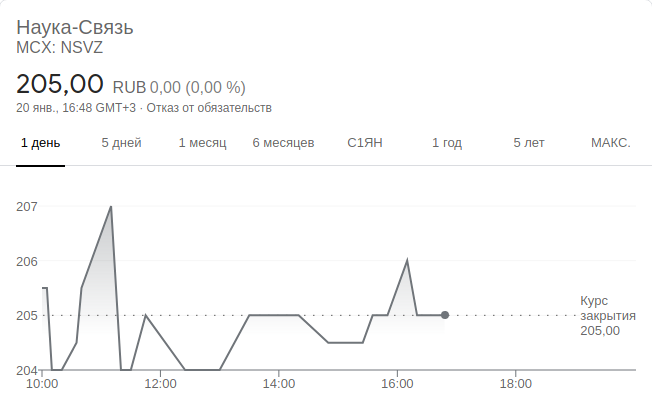 Наука-Связь
MCX: NSVZ
205,00 RUB 0,00 (0,00 %)
20 янв., 16:48 GMT+3 · Отказ от обязательств
1 день 5 дней 1 месяц 6 месяцев С1ЯН 1 год 5 лет МАКС.
207
206
205
204
Курс
закрытия
205,00
10:00 12:00 14:00 16:00 18:00